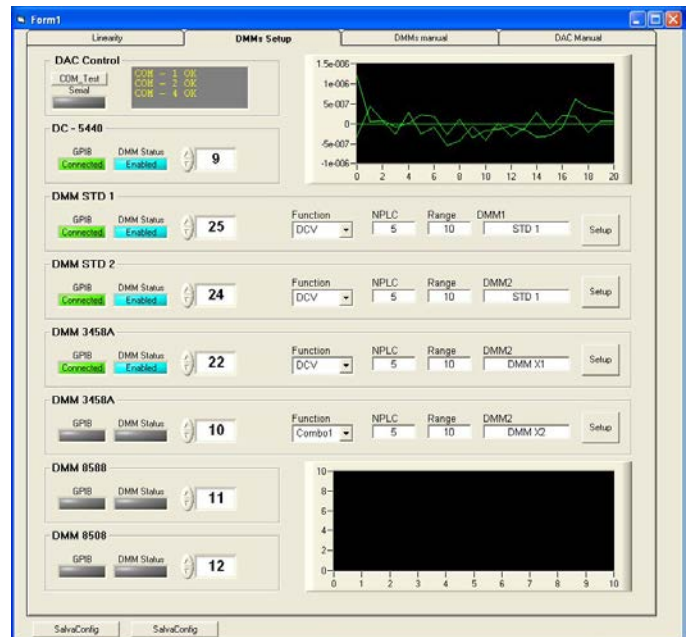 Form1
Linearity DMMs Setup DMMs manual DAC Manual
DAC Control
COM_Test
Serial
COM - 1 OK
COM - 2 OK
COM - 4 OK
1.5e-006
1e-006
5e-007
0
-5e-007
-1e-006
0 2 4 6 8 10 12 14 16 18 20
DC - 5440
GPIB DMM Status
Connected Enabled 9
DMM STD 1
GPIB DMM Status Function NPLC Range DMM1
Connected Enabled 25 DCV 5 10 STD 1 Setup
DMM STD 2
GPIB DMM Status Function NPLC Range DMM2
Connected Enabled 24 DCV 5 10 STD 1 Setup
DMM 3458A
GPIB DMM Status Function NPLC Range DMM2
Connected Enabled 22 DCV 5 10 DMM X1 Setup
DMM 3458A
GPIB DMM Status Function NPLC Range DMM2
10 Combo1 5 10 DMM X2 Setup
DMM 8508
GPIB DMM Status 11
DMM 8508
GPIB DMM Status 12
10
8
6
4
2
0
0 1 2 3 4 5 6 7 8 9 10
SalvaConfig SalvaConfig